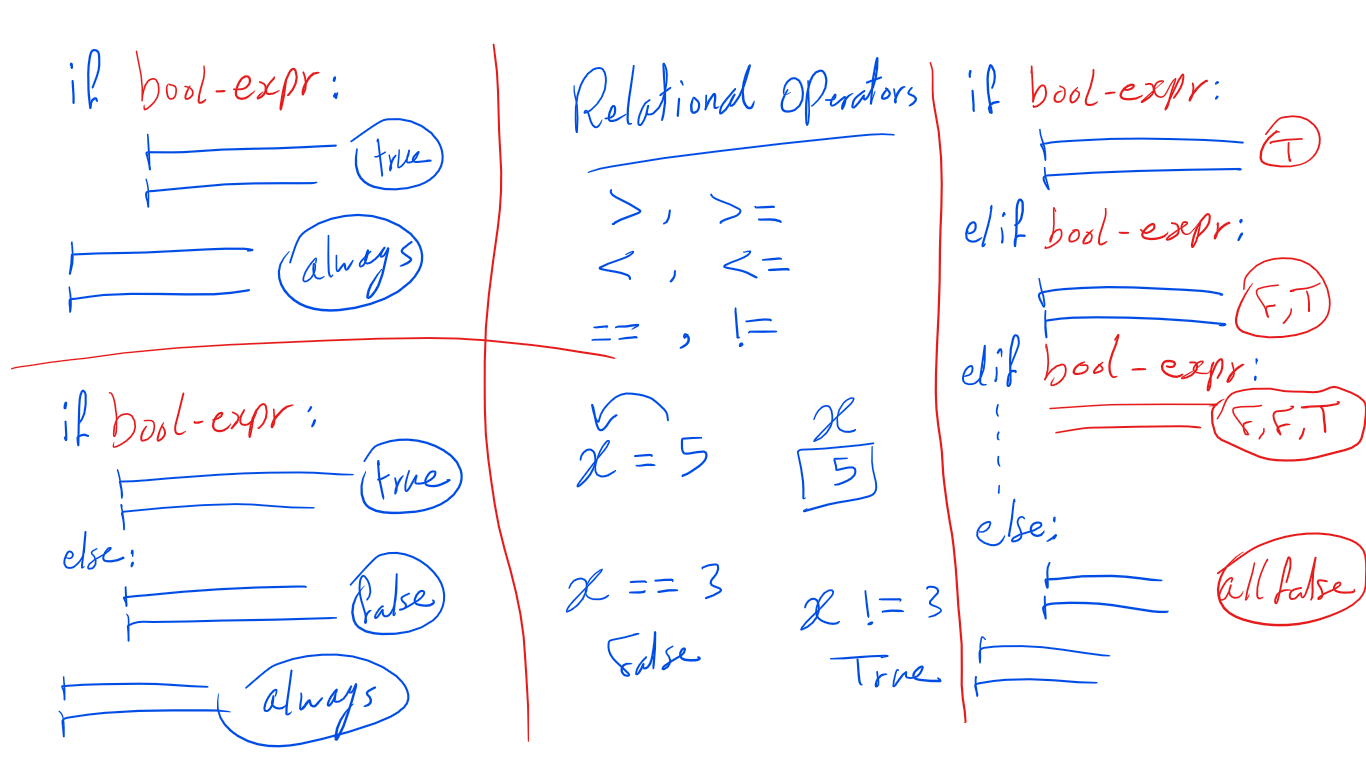 if bool-expr:
true
always
if bool-expr:
true
else:
false
always
Relational Operators
> , >=
< , <=
== , !=
x = 5
x
5
x == 3
False
x != 3
True
if bool-expr:
T
elif bool-expr:
F,T
elif bool-expr:
F,F,T
else:
all false